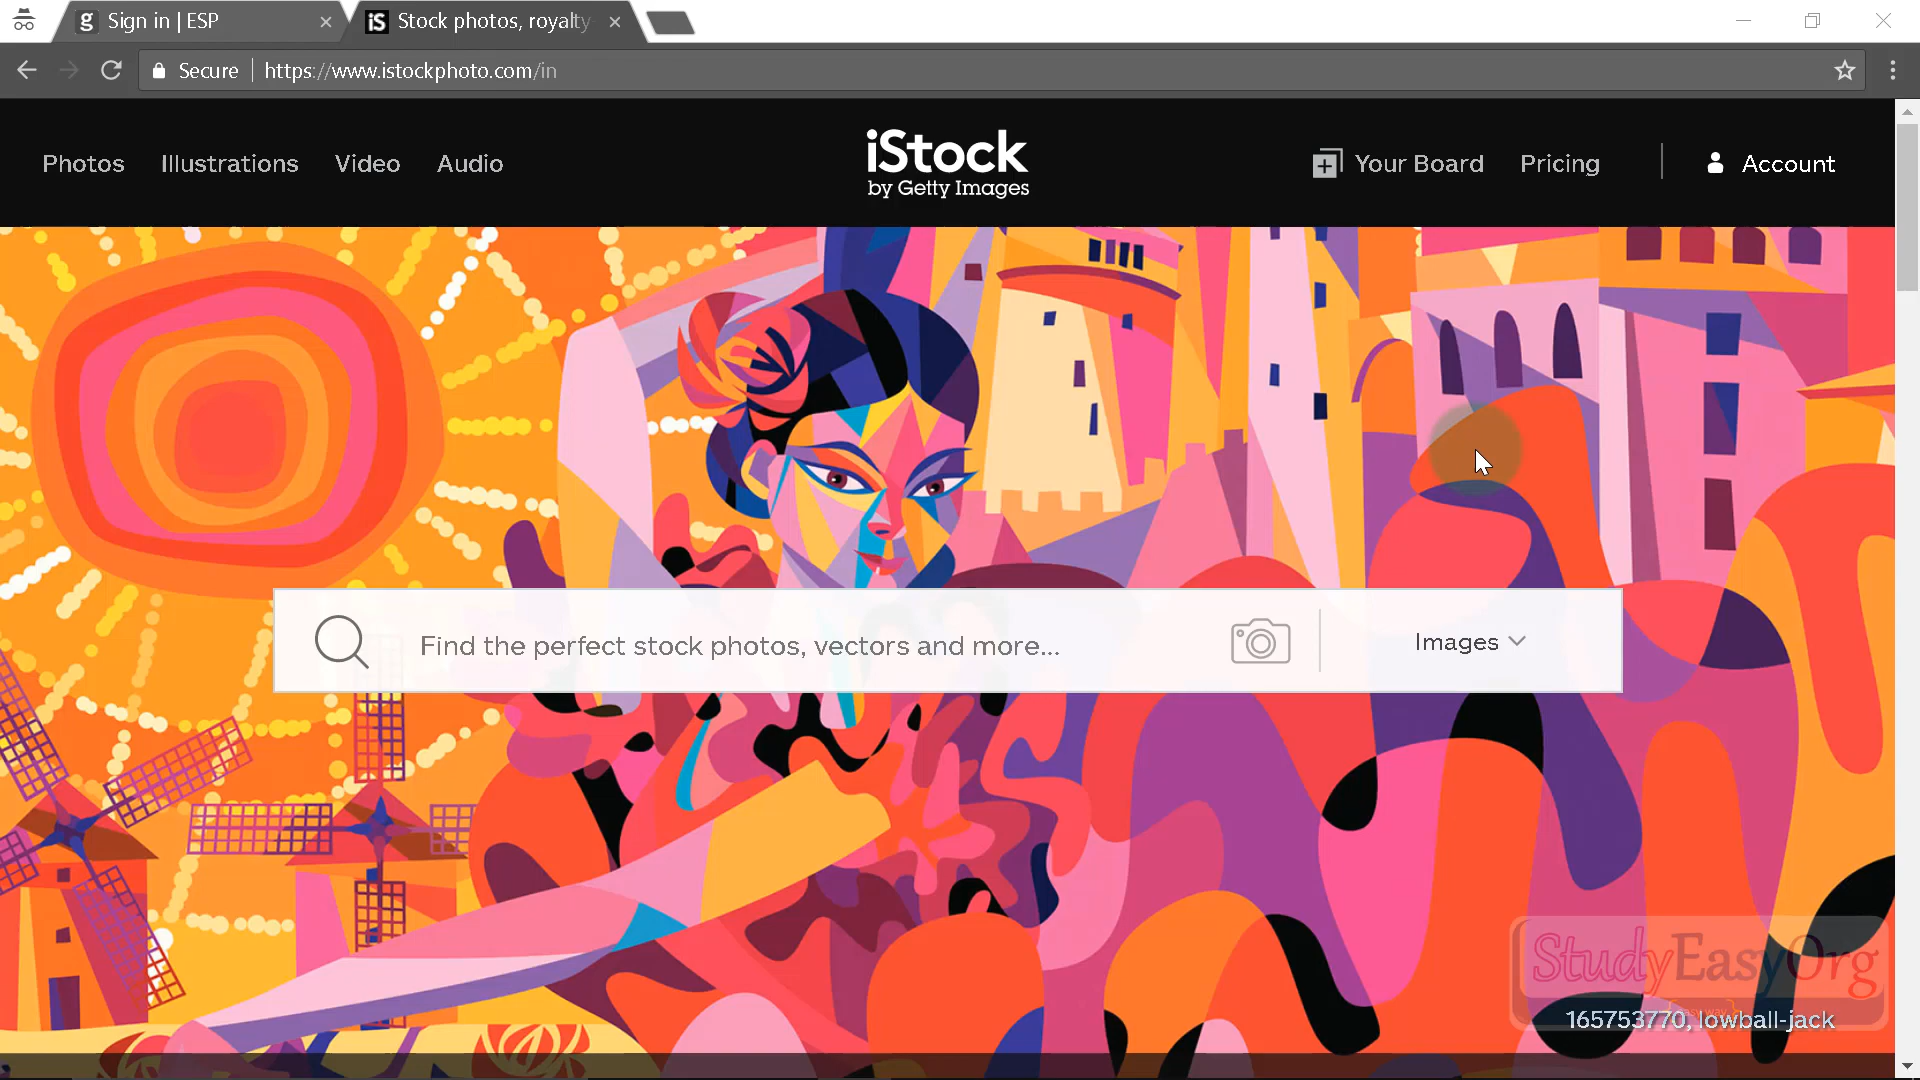 Sign in | ESP
Stock photos, royalty
Secure
https://www.istockphoto.com/in
Photos
Illustrations
Video
Audio
iStock
by Getty Images
Your Board
Pricing
Account
Find the perfect stock photos, vectors and more...
Images
StudyEasyOrg
165753770, lowball-jack